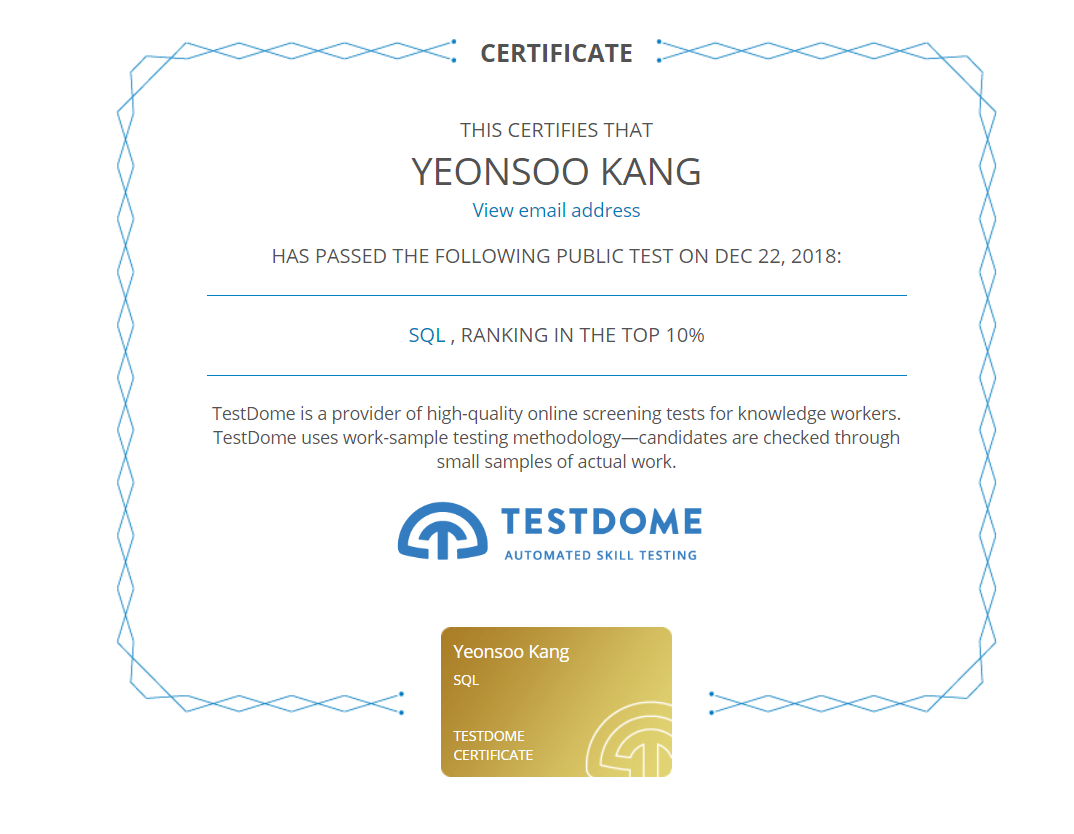 CERTIFICATE
THIS CERTIFIES THAT
YEONSOO KANG
View email address
HAS PASSED THE FOLLOWING PUBLIC TEST ON DEC 22, 2018:
SQL , RANKING IN THE TOP 10%
TestDome is a provider of high-quality online screening tests for knowledge workers.
TestDome uses work-sample testing methodology—candidates are checked through
small samples of actual work.
TESTDOME
AUTOMATED SKILL TESTING
Yeonsoo Kang
SQL
TESTDOME
CERTIFICATE